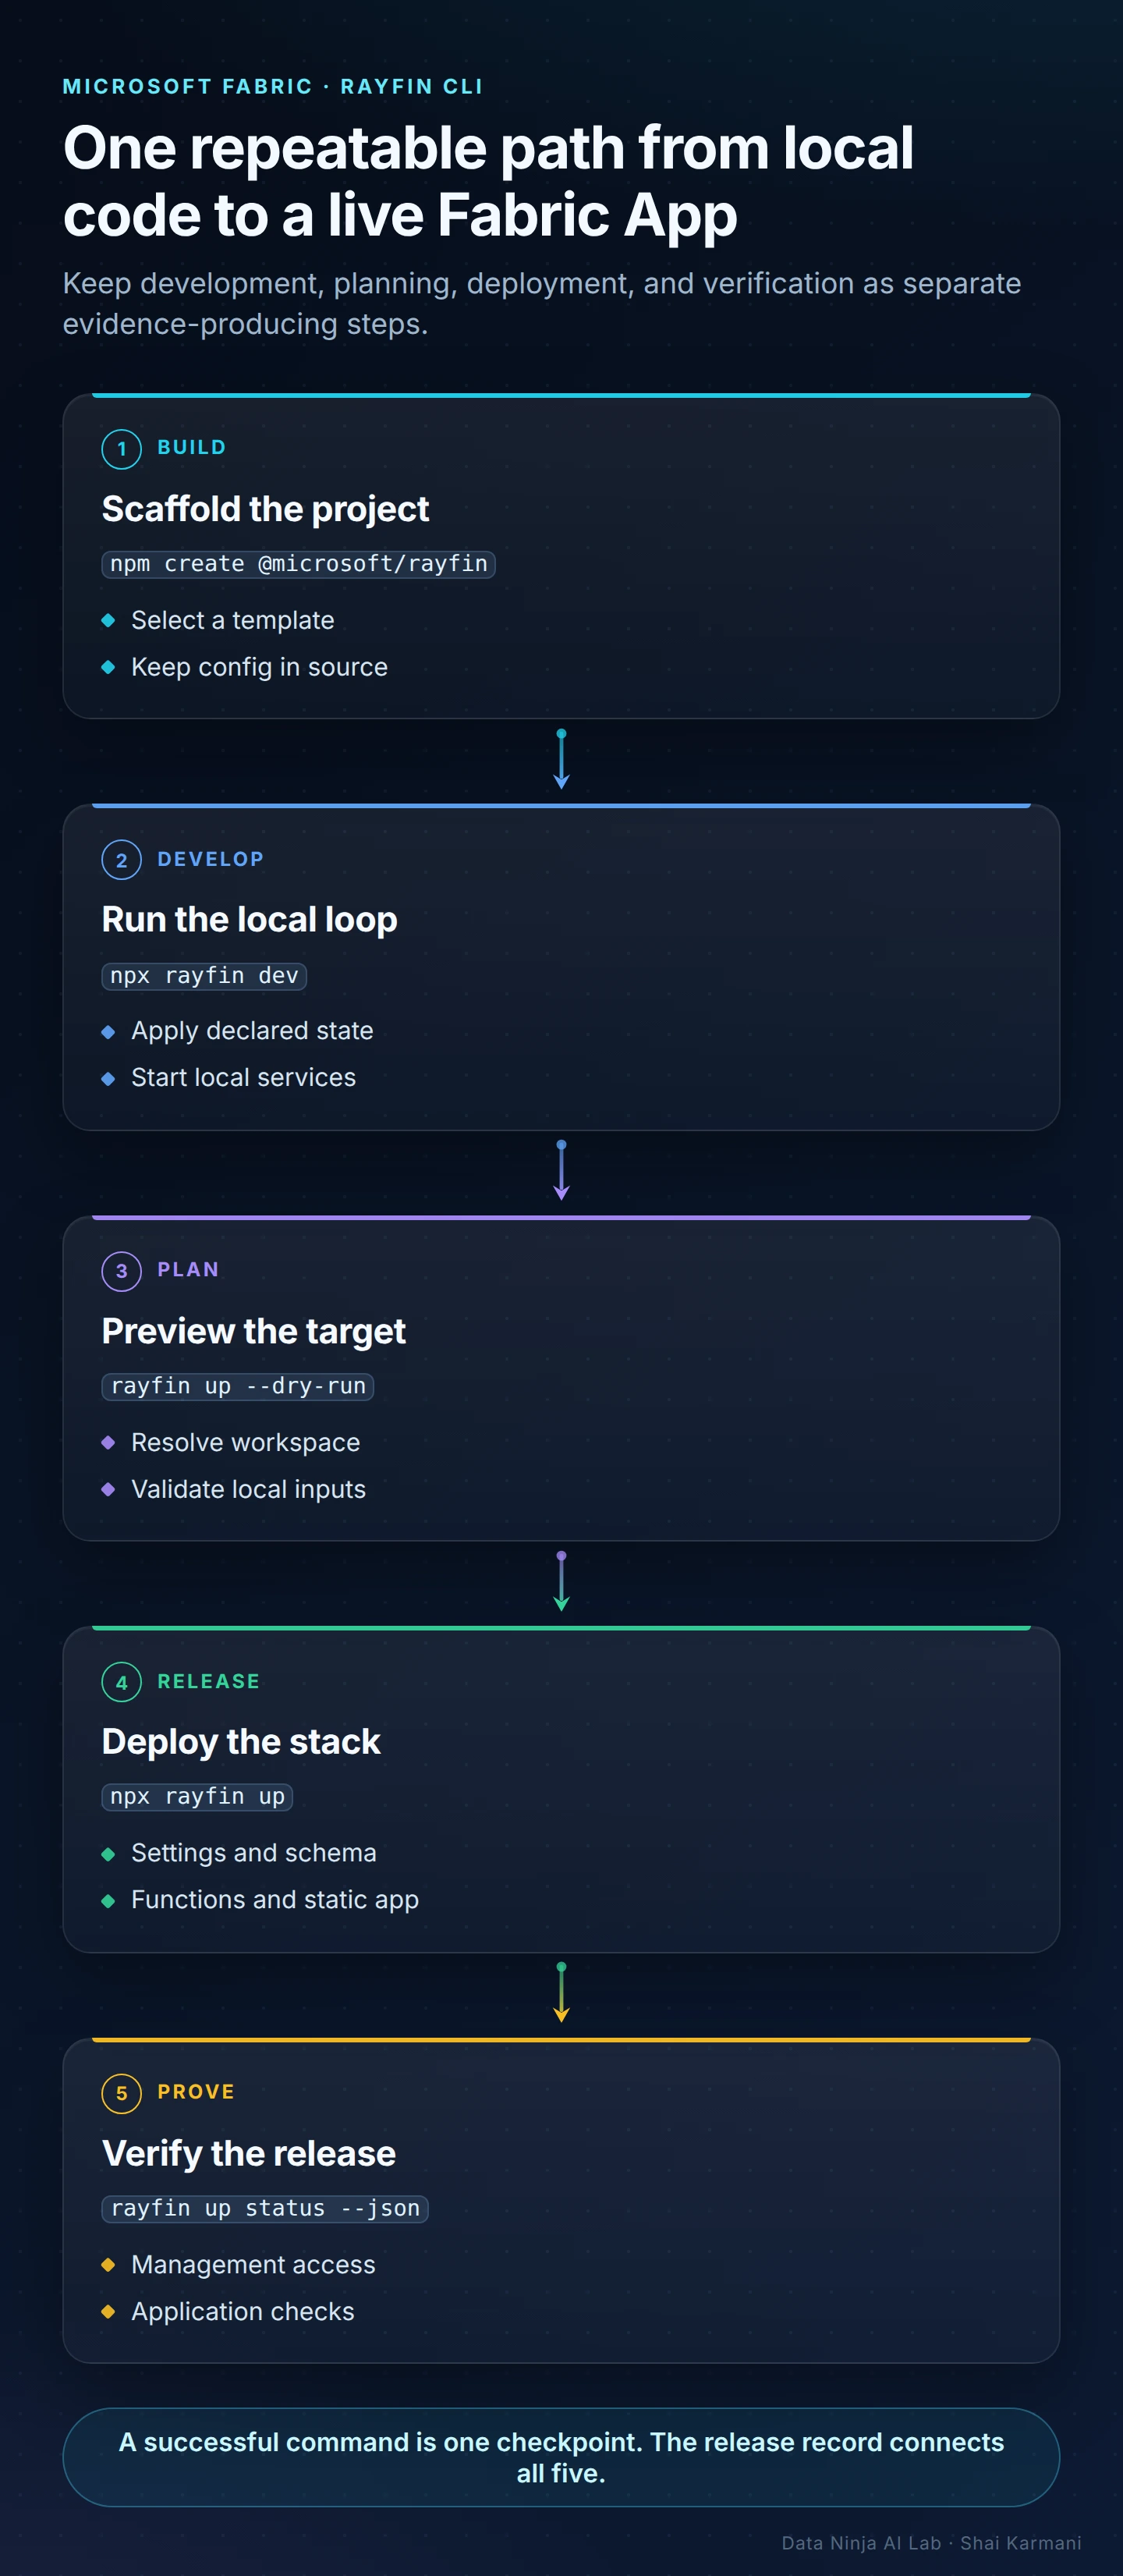 MICROSOFT FABRIC · RAYFIN CLI
One repeatable path from local
code to a live Fabric App
Keep development, planning, deployment, and verification as separate
evidence-producing steps.
1 BUILD
Scaffold the project
npm create @microsoft/rayfin
Select a template
Keep config in source
2 DEVELOP
Run the local loop
npx rayfin dev
Apply declared state
Start local services
3 PLAN
Preview the target
rayfin up --dry-run
Resolve workspace
Validate local inputs
4 RELEASE
Deploy the stack
npx rayfin up
Settings and schema
Functions and static app
5 PROVE
Verify the release
rayfin up status --json
Management access
Application checks
A successful command is one checkpoint. The release record connects
all five.
Data Ninja AI Lab · Shai Karmani